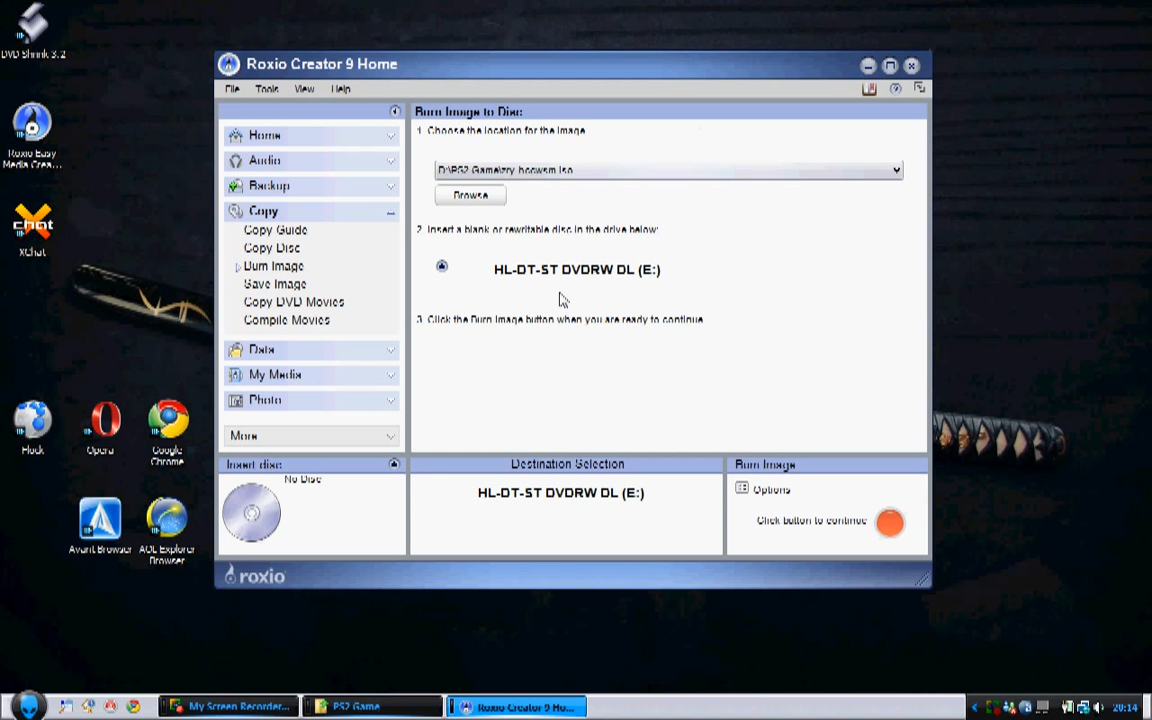 DVD Shrink 3.2
Roxio Easy
Media Crea...
XChat
Flock
Opera
Google
Chrome
Avant Browser
AOL Explorer
Browser
Roxio Creator 9 Home
File Tools View Help
Home
Audio
Backup
Copy
Copy Guide
Copy Disc
Burn Image
Save Image
Copy DVD Movies
Compile Movies
Data
My Media
Photo
More
Burn Image to Disc:
1. Choose the location for the image
Browse
2. Insert a blank or rewritable disc in the drive below:
HL-DT-ST DVDRW DL (E:)
3. Click the Burn Image button when you are ready to continue
Insert disc
No Disc
Destination Selection
HL-DT-ST DVDRW DL (E:)
Burn Image
Options
Click button to continue
roxio
My Screen Recorder...
PS2 Game
Roxio Creator 9 Ho...
20:14